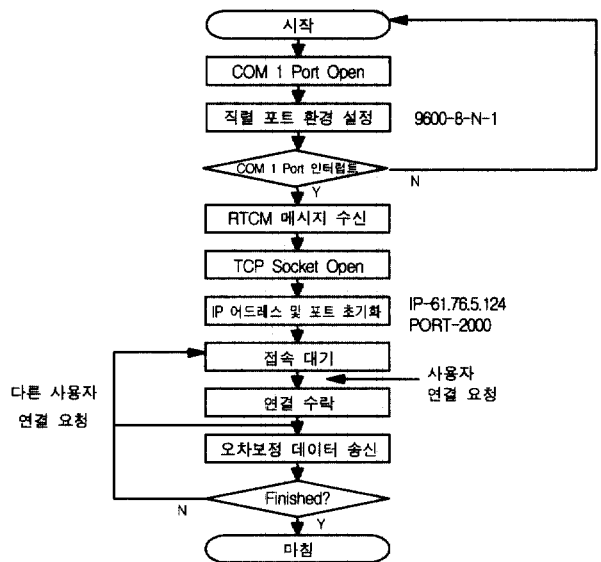 시작
COM 1 Port Open
직렬 포트 환경 설정
9600-8-N-1
COM 1 Port 인터럽트
N
Y
RTCM 메시지 수신
TCP Socket Open
IP 어드레스 및 포트 초기화
IP-61.76.5.124
PORT-2000
접속 대기
사용자
연결 요청
다른 사용자
연결 요청
연결 수락
오차보정 데이터 송신
Finished?
N
Y
마침